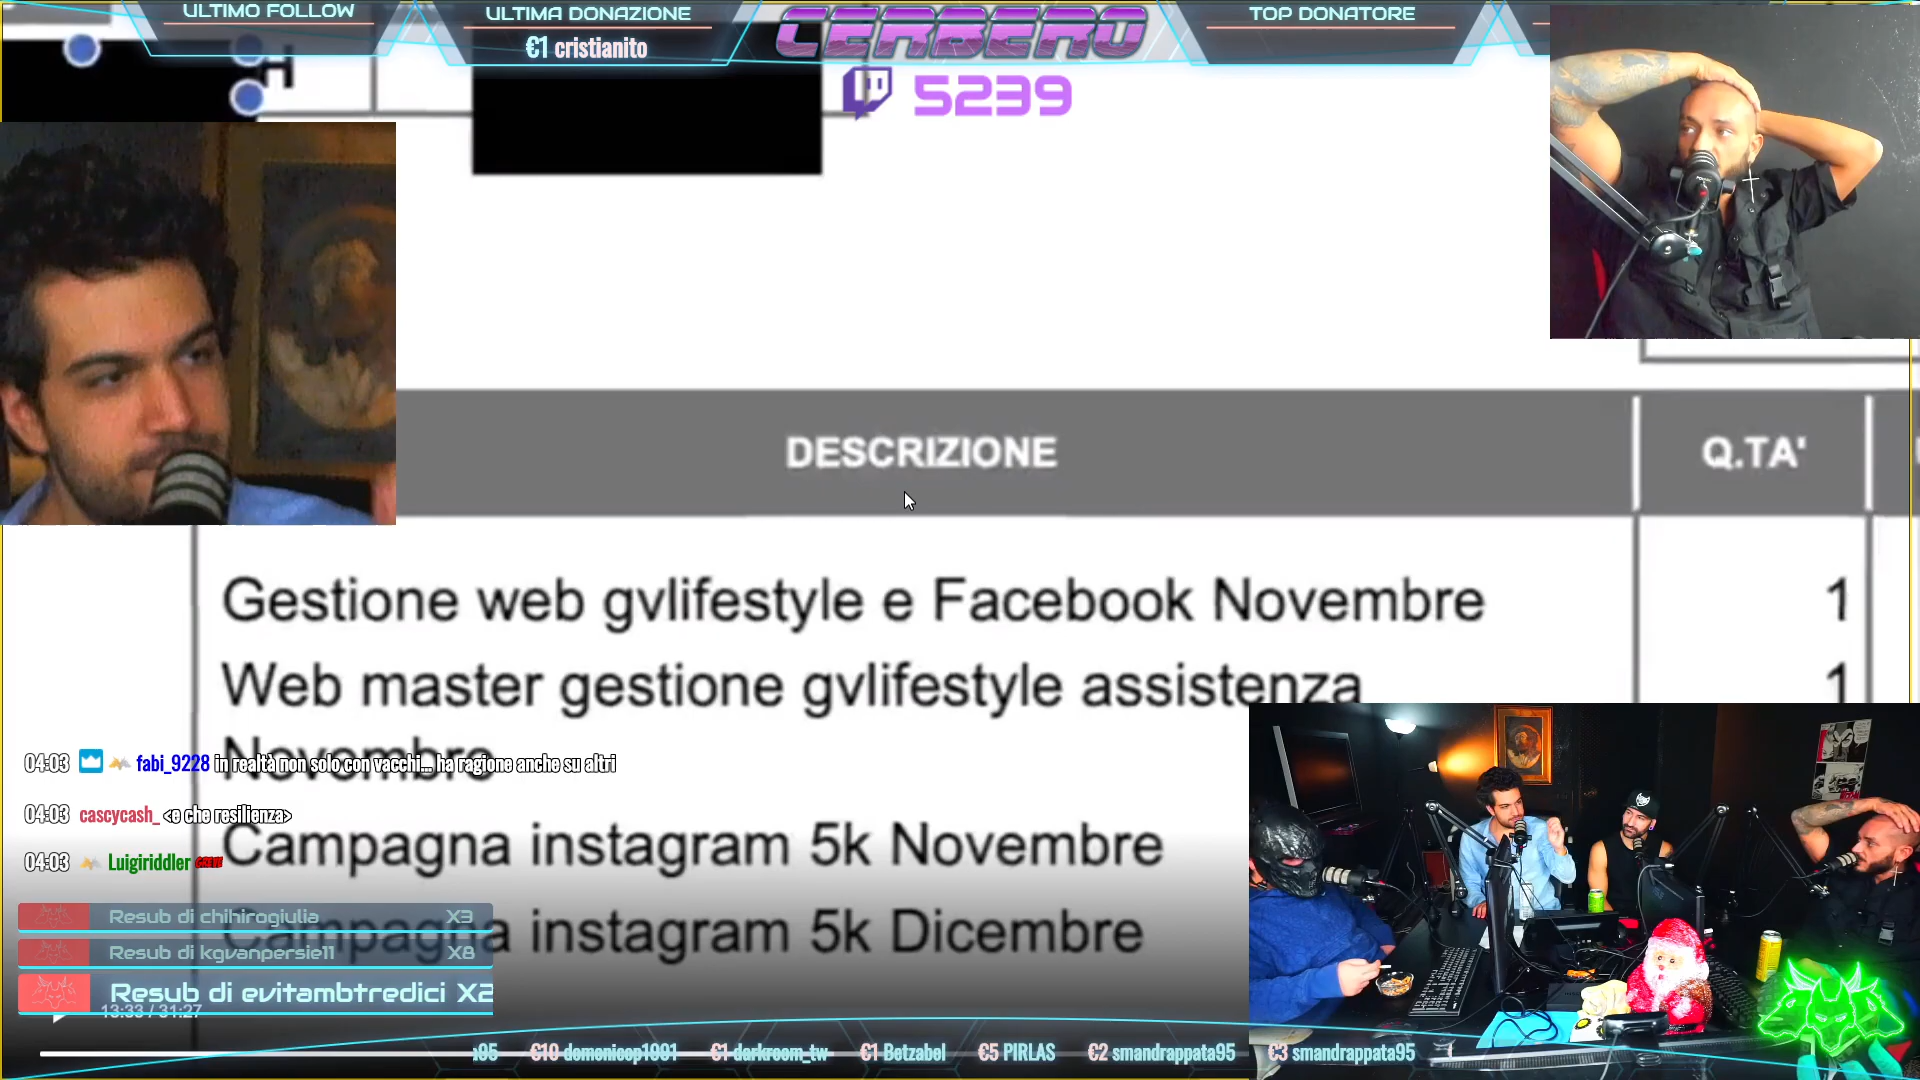 ULTIMO FOLLOW
ULTIMA DONAZIONE
€1 cristianito
CERBERO
TOP DONATORE
H
5239
DESCRIZIONE
Q.TA'
Gestione web gvlifestyle e Facebook Novembre
1
Web master gestione gvlifestyle assistenza
1
Novembre
04:03 fabi_9228 in realtà non solo con vacchi... ha ragione anche su altri
04:03 cascycash_ <e che resilienza>
04:03 Luigiriddler
Campagna instagram 5k Novembre
Campagna instagram 5k Dicembre
Resub di chihirogiulia X3
Resub di kgvanpersie11 X8
Resub di evitambtredici X2
13:33 / 31:27
€10 domenicop1991 €1 darkroom_tw €1 Betzabol €5 PIRLAS €2 smandrappata95 €3 smandrappata95